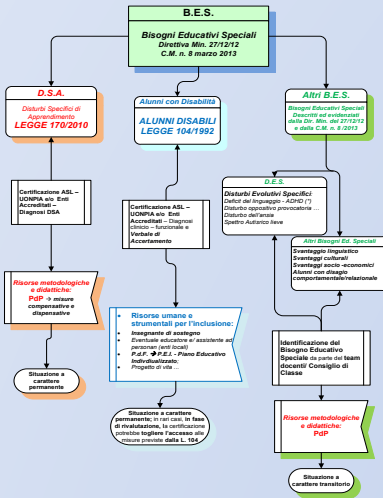 B.E.S.
Bisogni Educativi Speciali
Direttiva Min. 27/12/12
C.M. n. 8 marzo 2013
D.S.A.
Disturbi Specifici di
Apprendimento
LEGGE 170/2010
Certificazione ASL –
UONPIA e/o Enti
Accreditati –
Diagnosi DSA
Risorse metodologiche
e didattiche:
PdP → misure
compensative e
dispensative
Situazione a
carattere
permanente
Alunni con Disabilità
ALUNNI DISABILI
LEGGE 104/1992
Certificazione ASL –
UONPIA e/o Enti
Accreditati – Diagnosi
clinico – funzionale e
Verbale di
Accertamento
Risorse umane e
strumentali per l'inclusione:
Insegnante di sostegno
Eventuale educatore e/ assistente ad
personan (enti locali)
P.d.F. → P.E.I. - Piano Educativo
Individualizzato;
Progetto di vita ...
Situazione a carattere
permanente; in rari casi, in fase
di rivalutazione, la certificazione
potrebbe togliere l'accesso alle
misure previste dalla L. 104
Altri B.E.S.
Bisogni Educativi Speciali
Descritti ed evidenziati
dalla Dir. Min. del 27/12/12
e dalla C.M. n. 8 /2013
D.E.S.
Disturbi Evolutivi Specifici:
Deficit del linguaggio - ADHD (*)
Disturbo oppositivo provocatoria ...
Disturbo dell'ansia
Spettro Autistico lieve
Altri Bisogni Ed. Speciali
Svantaggio linguistico
Svantaggi culturali
Svantaggi socio -economici
Alunni con disagio
comportamentale/relazionale
Identificazione del
Bisogno Educativo
Speciale da parte del team
docenti/ Consiglio di
Classe
Risorse metodologiche
e didattiche:
PdP
Situazione a
carattere transitorio